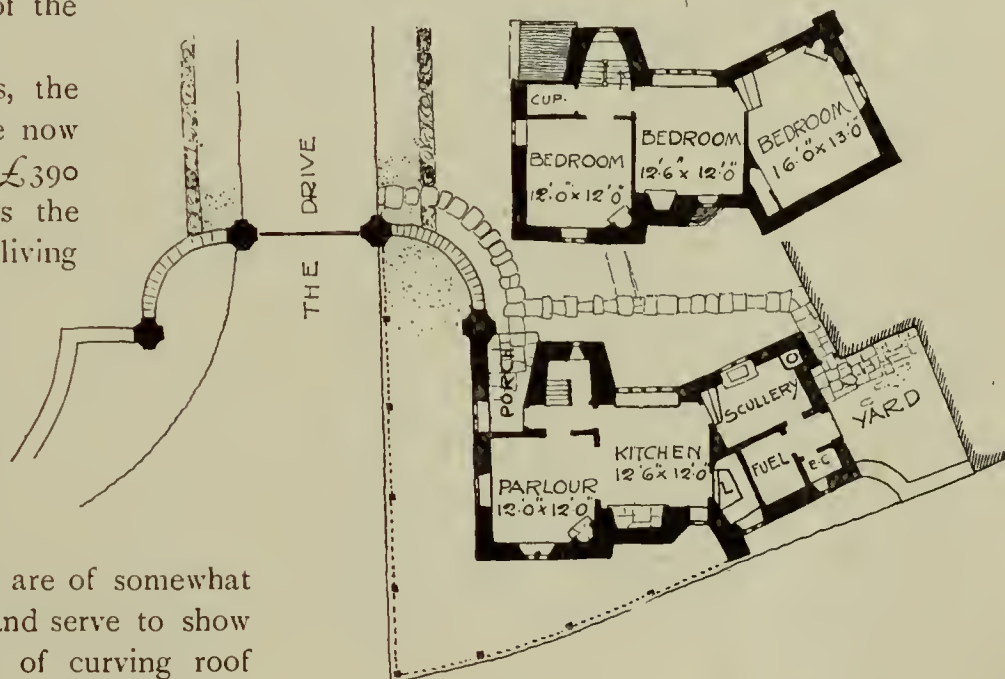 of the
s, the
e now
£390
s the
living
THE DRIVE
CUP.
BEDROOM
12'.0" x 12'.0"
BEDROOM
12'.6" x 12'.0"
BEDROOM
16'.0" x 13'.0"
PORCH
PARLOUR
12'.0" x 12'.0"
KITCHEN
12'.6" x 12'.0"
SCULLERY
FUEL
E.C
L
YARD
are of somewhat
and serve to show
of curving roof